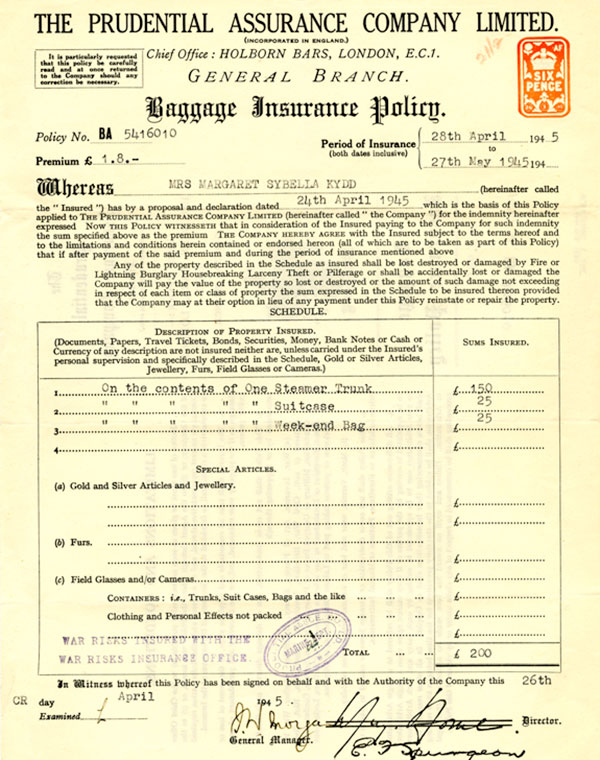 THE PRUDENTIAL ASSURANCE COMPANY LIMITED.
(INCORPORATED IN ENGLAND.)
It is particularly requested
that this policy be carefully
read and at once returned
to the Company should any
correction be necessary.
Chief Office: HOLBORN BARS, LONDON, E.C.1.
GENERAL BRANCH.
SIX
PENCE
Baggage Insurance Policy.
Policy No. BA 5416010
Premium £ 1.8.-
Period of Insurance
(both dates inclusive)
28th April 1945
to
27th May 1945 194
Whereas MRS MARGARET SYBELLA KYDD (hereinafter called
the "Insured") has by a proposal and declaration dated 24th April 1945 which is the basis of this Policy
applied to THE PRUDENTIAL ASSURANCE COMPANY LIMITED (hereinafter called "the Company") for the indemnity hereinafter
expressed NOW THIS POLICY WITNESSETH that in consideration of the Insured paying to the Company for such indemnity
the sum specified above as the premium THE COMPANY HEREBY AGREE with the Insured subject to the terms hereof and
to the limitations and conditions herein contained or endorsed hereon (all of which are to be taken as part of this Policy)
that if after payment of the said premium and during the period of insurance mentioned above
Any of the property described in the Schedule as insured shall be lost destroyed or damaged by Fire or
Lightning Burglary Housebreaking Larceny Theft or Pilferage or shall be accidentally lost or damaged the
Company will pay the value of the property so lost or destroyed or the amount of such damage not exceeding
in respect of each item or class of property the sum expressed in the Schedule to be insured thereon provided
that the Company may at their option in lieu of any payment under this Policy reinstate or repair the property.
SCHEDULE.
DESCRIPTION OF PROPERTY INSURED.
(Documents, Papers, Travel Tickets, Bonds, Securities, Money, Bank Notes or Cash or
Currency of any description are not insured neither are, unless carried under the Insured's
personal supervision and specifically described in the Schedule, Gold or Silver Articles,
Jewellery, Furs, Field Glasses or Cameras.)
SUMS INSURED.
1. On the contents of One Steamer Trunk £ 150
2. " " " " Suitcase £ 25
3. " " " " Week-end Bag £ 25
4. £
SPECIAL ARTICLES.
(a) Gold and Silver Articles and Jewellery.
£
£
(b) Furs.
£
£
(c) Field Glasses and/or Cameras £
CONTAINERS: i.e., Trunks, Suit Cases, Bags and the like ... ... ... £
Clothing and Personal Effects not packed ... ... £
WAR RISKS INSURED WITH THE
WAR RISKS INSURANCE OFFICE.
TOTAL ... ... £ 200
In Witness whereof this Policy has been signed on behalf and with the Authority of the Company this 26th
CR day April 1945.
Examined
General Manager.
Director.